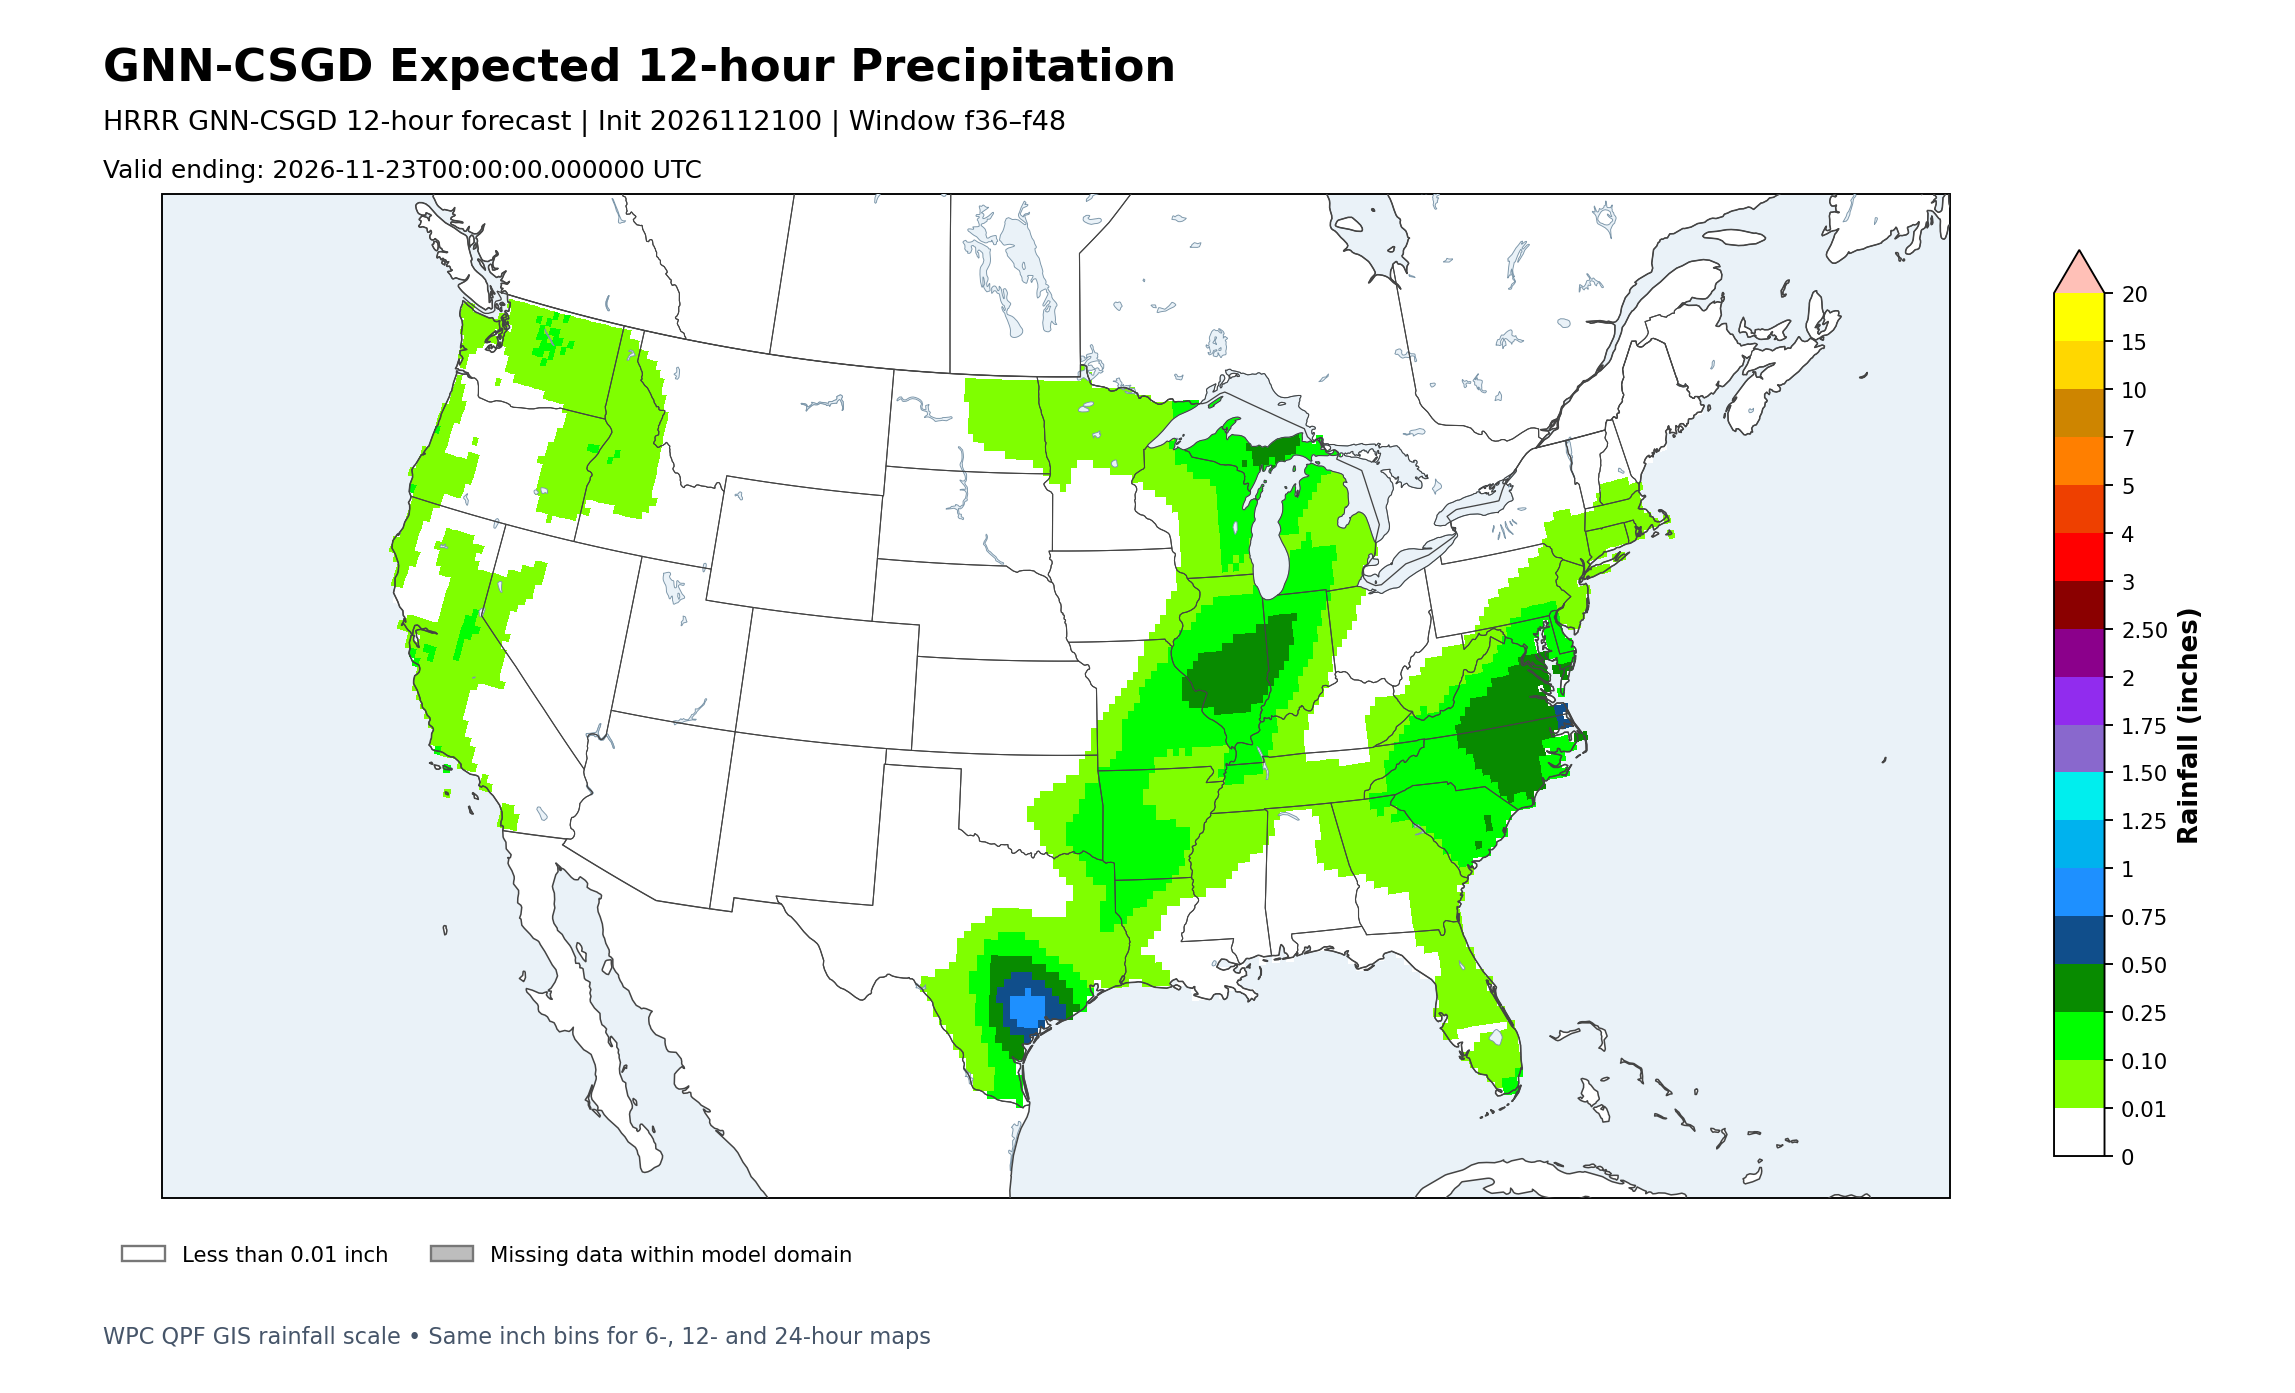 GNN-CSGD Expected 12-hour Precipitation
HRRR GNN-CSGD 12-hour forecast | Init 2026112100 | Window f36–f48
Valid ending: 2026-11-23T00:00:00.000000 UTC
20
15
10
7
5
4
3
2.50
2
1.75
1.50
1.25
1
0.75
0.50
0.25
0.10
0.01
0
Rainfall (inches)
Less than 0.01 inch
Missing data within model domain
WPC QPF GIS rainfall scale • Same inch bins for 6-, 12- and 24-hour maps